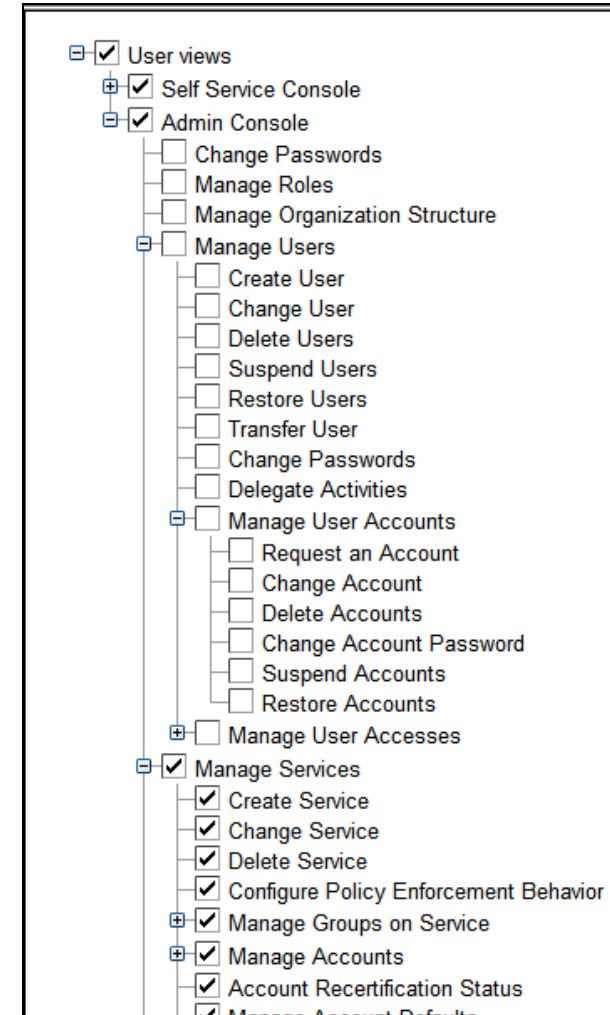 User views
Self Service Console
Admin Console
Change Passwords
Manage Roles
Manage Organization Structure
Manage Users
Create User
Change User
Delete Users
Suspend Users
Restore Users
Transfer User
Change Passwords
Delegate Activities
Manage User Accounts
Request an Account
Change Account
Delete Accounts
Change Account Password
Suspend Accounts
Restore Accounts
Manage User Accesses
Manage Services
Create Service
Change Service
Delete Service
Configure Policy Enforcement Behavior
Manage Groups on Service
Manage Accounts
Account Recertification Status
Manage Account Defaults